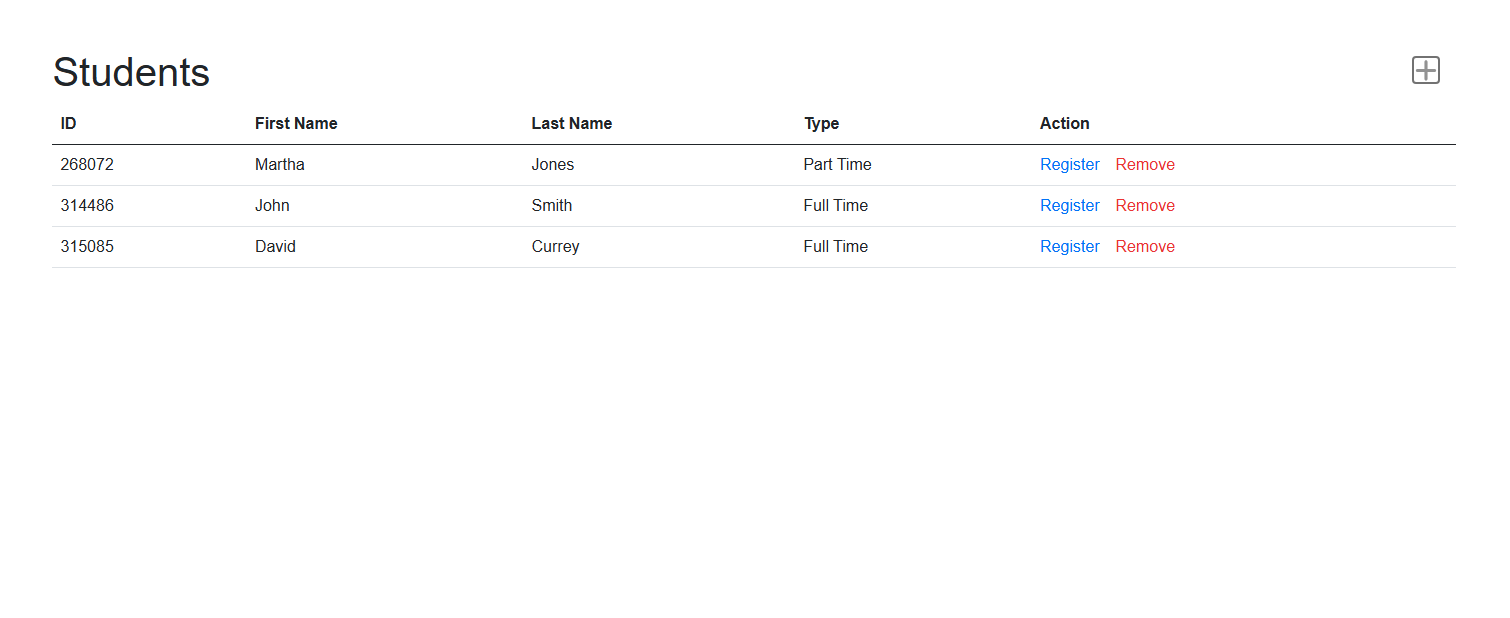 Students
ID First Name Last Name Type Action
268072 Martha Jones Part Time Register Remove
314486 John Smith Full Time Register Remove
315085 David Currey Full Time Register Remove